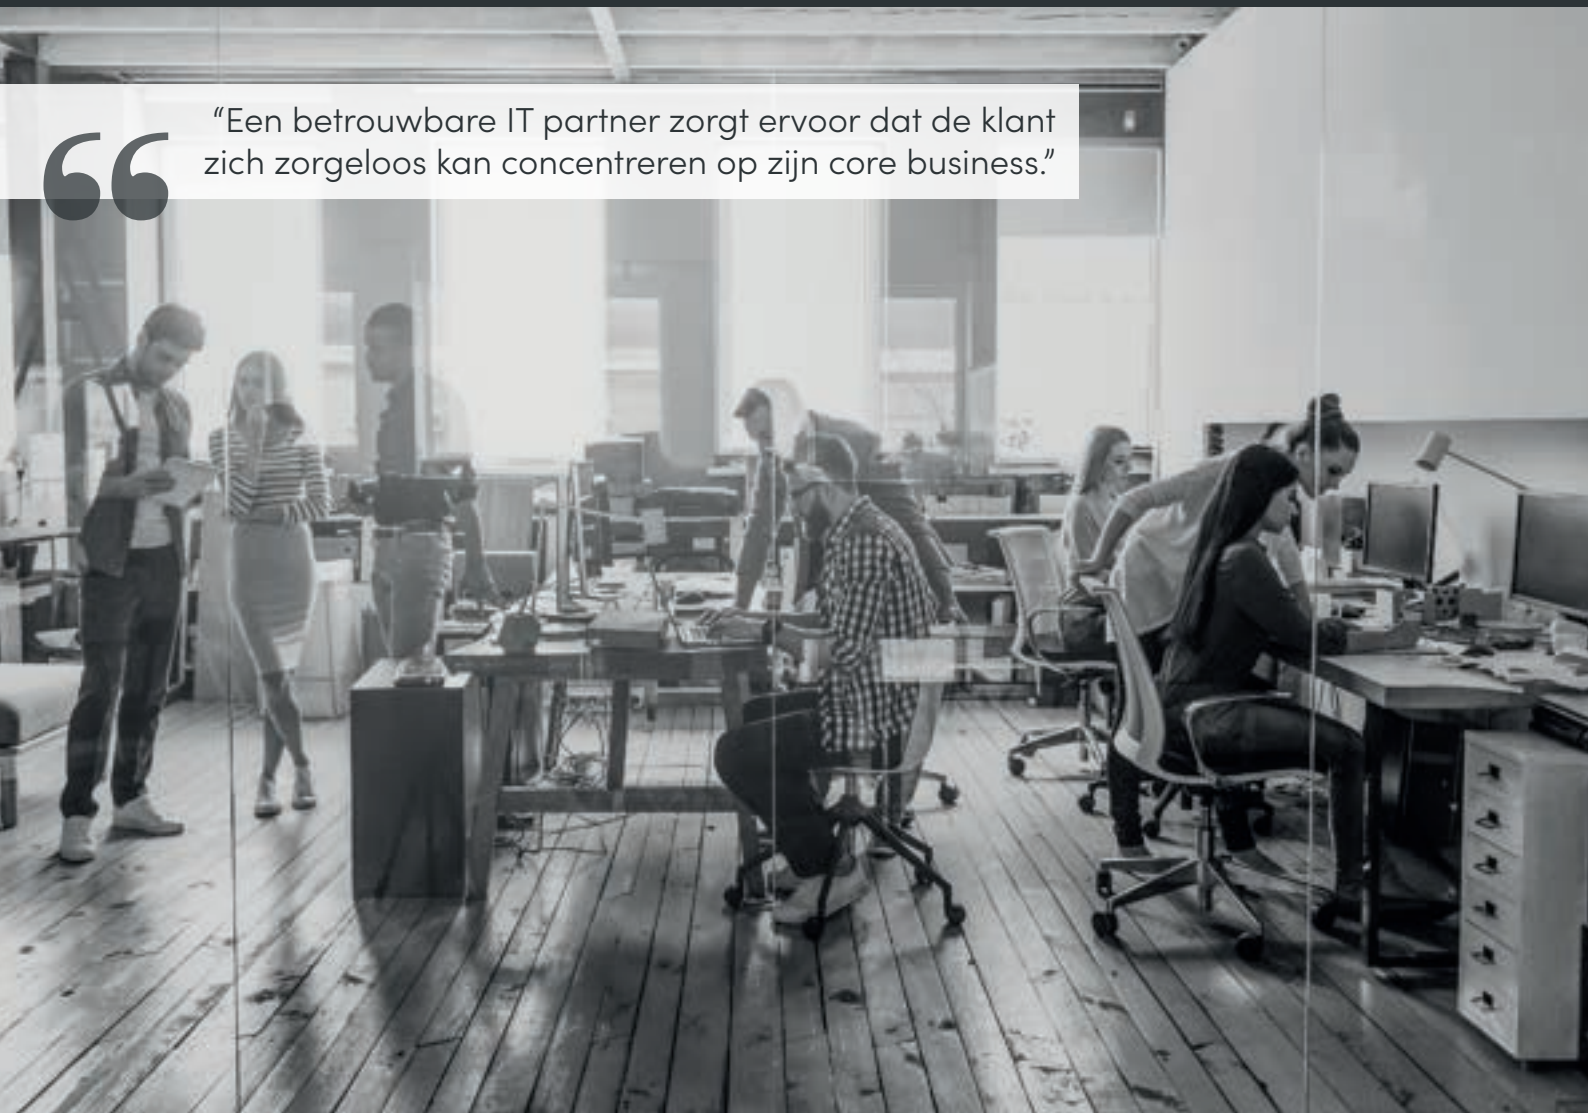 “Een betrouwbare IT partner zorgt ervoor dat de klant
zich zorgeloos kan concentreren op zijn core business.”